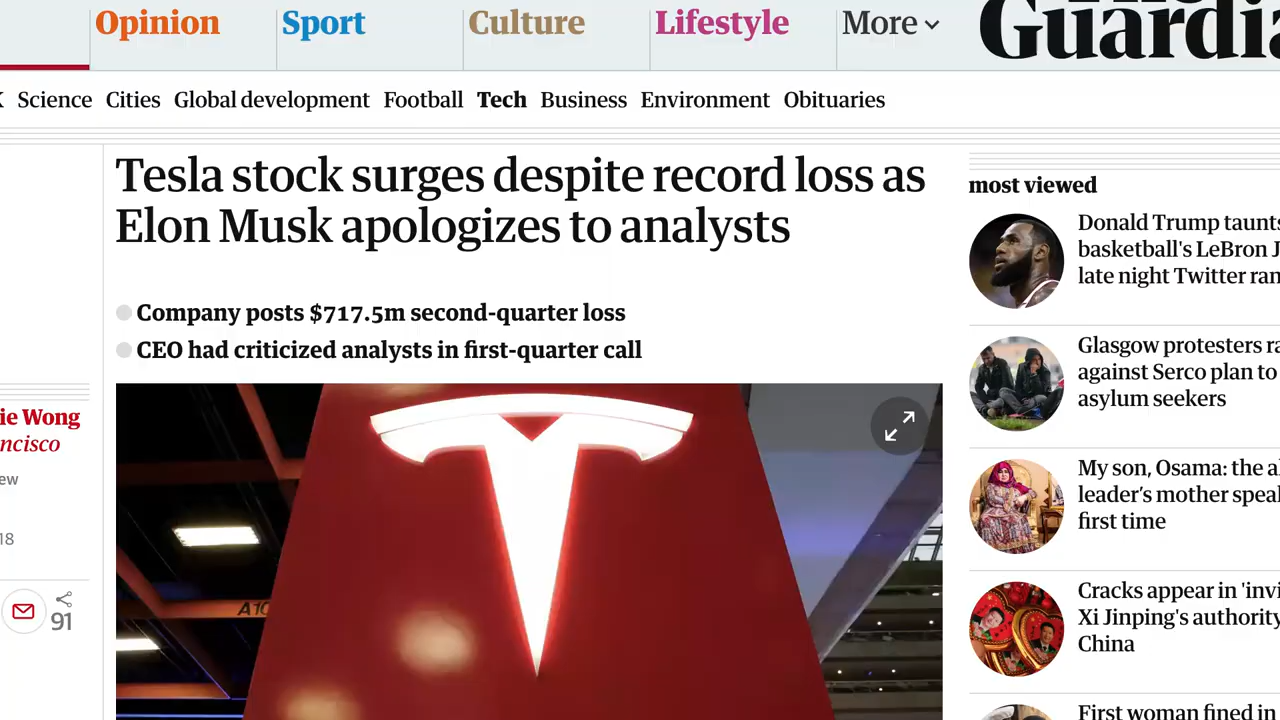 Opinion
Sport
Culture
Lifestyle
More
Guardia
Science Cities Global development Football Tech Business Environment Obituaries
Tesla stock surges despite record loss as
Elon Musk apologizes to analysts
Company posts $717.5m second-quarter loss
CEO had criticized analysts in first-quarter call
ie Wong
ncisco
ew
18
91
A10
most viewed
Donald Trump taunts
basketball's LeBron J
late night Twitter ran
Glasgow protesters ra
against Serco plan to
asylum seekers
My son, Osama: the al
leader's mother speal
first time
Cracks appear in 'invi
Xi Jinping's authority
China
First woman fined in